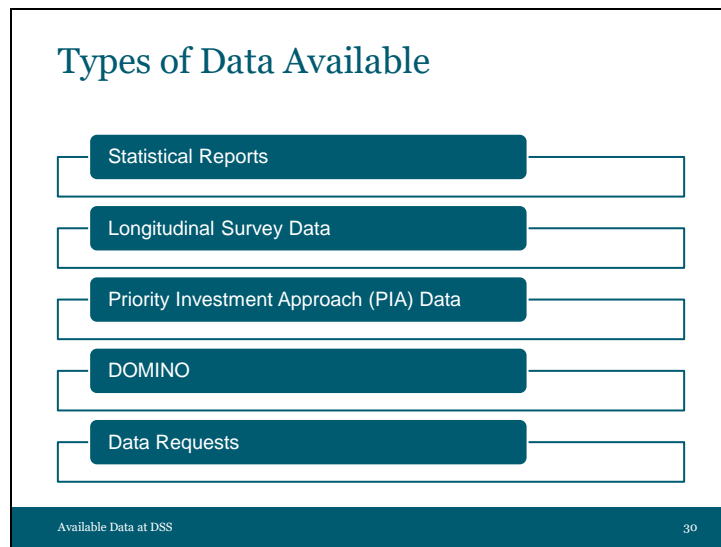 Types of Data Available
Statistical Reports
Longitudinal Survey Data
Priority Investment Approach (PIA) Data
DOMINO
Data Requests
Available Data at DSS
30